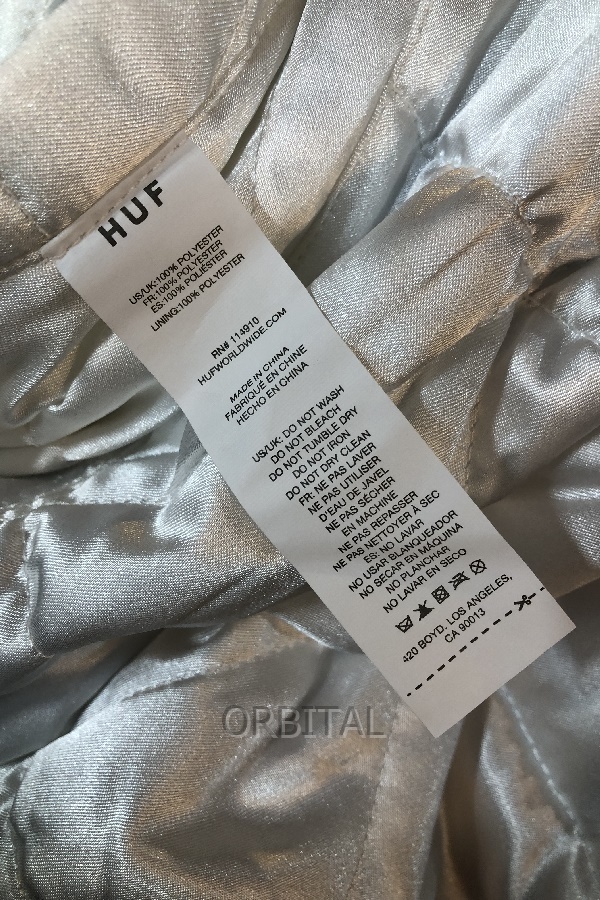 HUF
US/UK:100% POLYESTER
FR:100% POLYESTER
ES:100% POLIÉSTER
LINING:100% POLYESTER
RN# 114910
HUFWORLDWIDE.COM
MADE IN CHINA
FABRIQUÉ EN CHINE
HECHO EN CHINA
US/UK: DO NOT WASH
DO NOT BLEACH
DO NOT TUMBLE DRY
DO NOT IRON
DO NOT DRY CLEAN
FR: NE PAS LAVER
NE PAS UTILISER
D'EAU DE JAVEL
NE PAS SÉCHER
EN MACHINE
NE PAS REPASSER
NE PAS NETTOYER À SEC
ES: NO LAVAR
NO USAR BLANQUEADOR
NO SECAR EN MAQUINA
NO PLANCHAR
NO LAVAR EN SECO
420 BOYD, LOS ANGELES,
CA 90013
ORBITAL